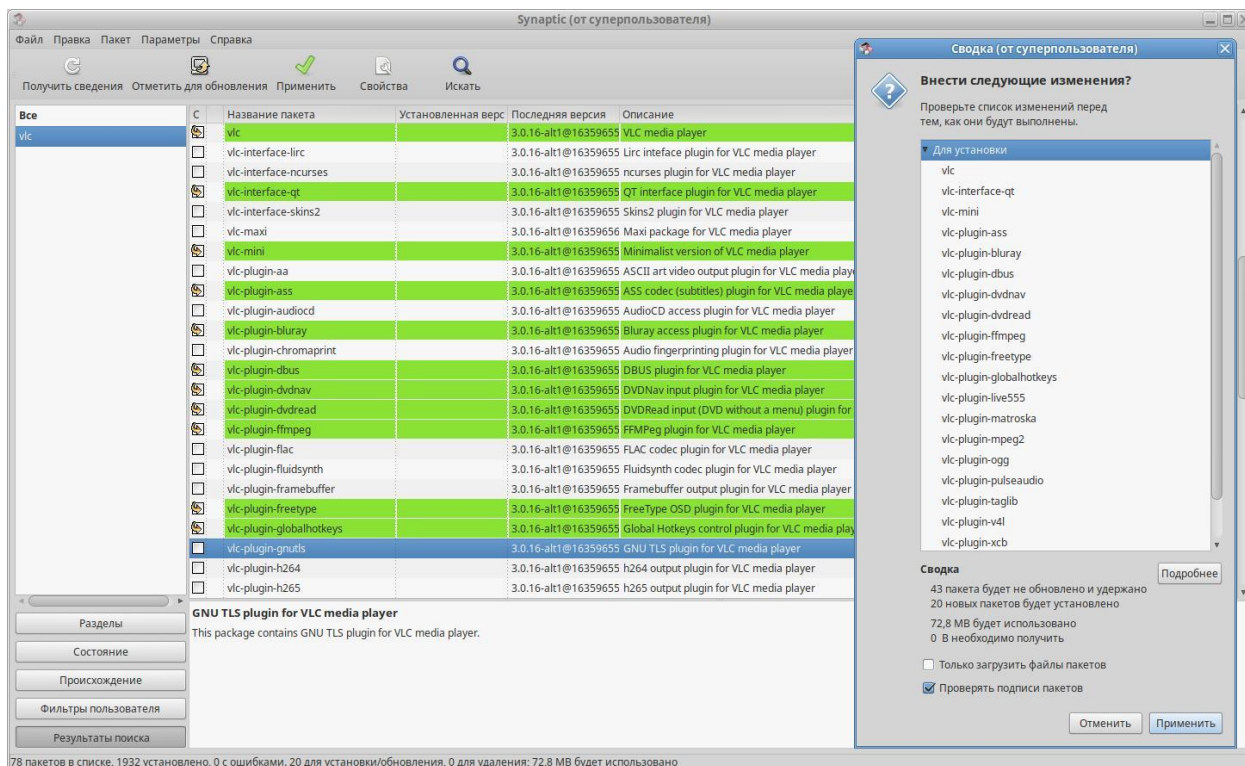 Synaptic (от суперпользователя)
Файл Правка Пакет Параметры Справка
Получить сведения Отметить для обновления Применить Свойства Искать
Все
vlc
С Название пакета Установленная верс Последняя версия Описание
vlc 3.0.16-alt1@16359655 VLC media player
vlc-interface-lirc 3.0.16-alt1@16359655 Lirc inteface plugin for VLC media player
vlc-interface-ncurses 3.0.16-alt1@16359655 ncurses plugin for VLC media player
vlc-interface-qt 3.0.16-alt1@16359655 QT interface plugin for VLC media player
vlc-interface-skins2 3.0.16-alt1@16359655 Skins2 plugin for VLC media player
vlc-maxi 3.0.16-alt1@16359656 Maxi package for VLC media player
vlc-mini 3.0.16-alt1@16359655 Minimalist version of VLC media player
vlc-plugin-aa 3.0.16-alt1@16359655 ASCII art video output plugin for VLC media playe
vlc-plugin-ass 3.0.16-alt1@16359655 ASS codec (subtitles) plugin for VLC media playe
vlc-plugin-audiocd 3.0.16-alt1@16359655 AudioCD access plugin for VLC media player
vlc-plugin-bluray 3.0.16-alt1@16359655 Bluray access plugin for VLC media player
vlc-plugin-chromaprint 3.0.16-alt1@16359655 Audio fingerprinting plugin for VLC media player
vlc-plugin-dbus 3.0.16-alt1@16359655 DBUS plugin for VLC media player
vlc-plugin-dvdnav 3.0.16-alt1@16359655 DVDNav input plugin for VLC media player
vlc-plugin-dvdread 3.0.16-alt1@16359655 DVDRead input (DVD without a menu) plugin for
vlc-plugin-ffmpeg 3.0.16-alt1@16359655 FFMPeg plugin for VLC media player
vlc-plugin-flac 3.0.16-alt1@16359655 FLAC codec plugin for VLC media player
vlc-plugin-fluidsynth 3.0.16-alt1@16359655 Fluidsynth codec plugin for VLC media player
vlc-plugin-framebuffer 3.0.16-alt1@16359655 Framebuffer output plugin for VLC media player
vlc-plugin-freetype 3.0.16-alt1@16359655 FreeType OSD plugin for VLC media player
vlc-plugin-globalhotkeys 3.0.16-alt1@16359655 Global Hotkeys control plugin for VLC media play
vlc-plugin-gnutls 3.0.16-alt1@16359655 GNU TLS plugin for VLC media player
vlc-plugin-h264 3.0.16-alt1@16359655 h264 output plugin for VLC media player
vlc-plugin-h265 3.0.16-alt1@16359655 h265 output plugin for VLC media player
GNU TLS plugin for VLC media player
This package contains GNU TLS plugin for VLC media player.
Разделы
Состояние
Происхождение
Фильтры пользователя
Результаты поиска
78 пакетов в списке, 1932 установлено, 0 с ошибками, 20 для установки/обновления, 0 для удаления; 72,8 MB будет использовано
Сводка (от суперпользователя)
Внести следующие изменения?
Проверьте список изменений перед
тем, как они будут выполнены.
Для установки
vlc
vlc-interface-qt
vlc-mini
vlc-plugin-ass
vlc-plugin-bluray
vlc-plugin-dbus
vlc-plugin-dvdnav
vlc-plugin-dvdread
vlc-plugin-ffmpeg
vlc-plugin-freetype
vlc-plugin-globalhotkeys
vlc-plugin-live555
vlc-plugin-matroska
vlc-plugin-mpeg2
vlc-plugin-ogg
vlc-plugin-pulseaudio
vlc-plugin-taglib
vlc-plugin-v4l
vlc-plugin-xcb
Сводка
Подробнее
43 пакета будет не обновлено и удержано
20 новых пакетов будет установлено
72,8 MB будет использовано
0 B необходимо получить
Только загрузить файлы пакетов
Проверять подписи пакетов
Отменить Применить